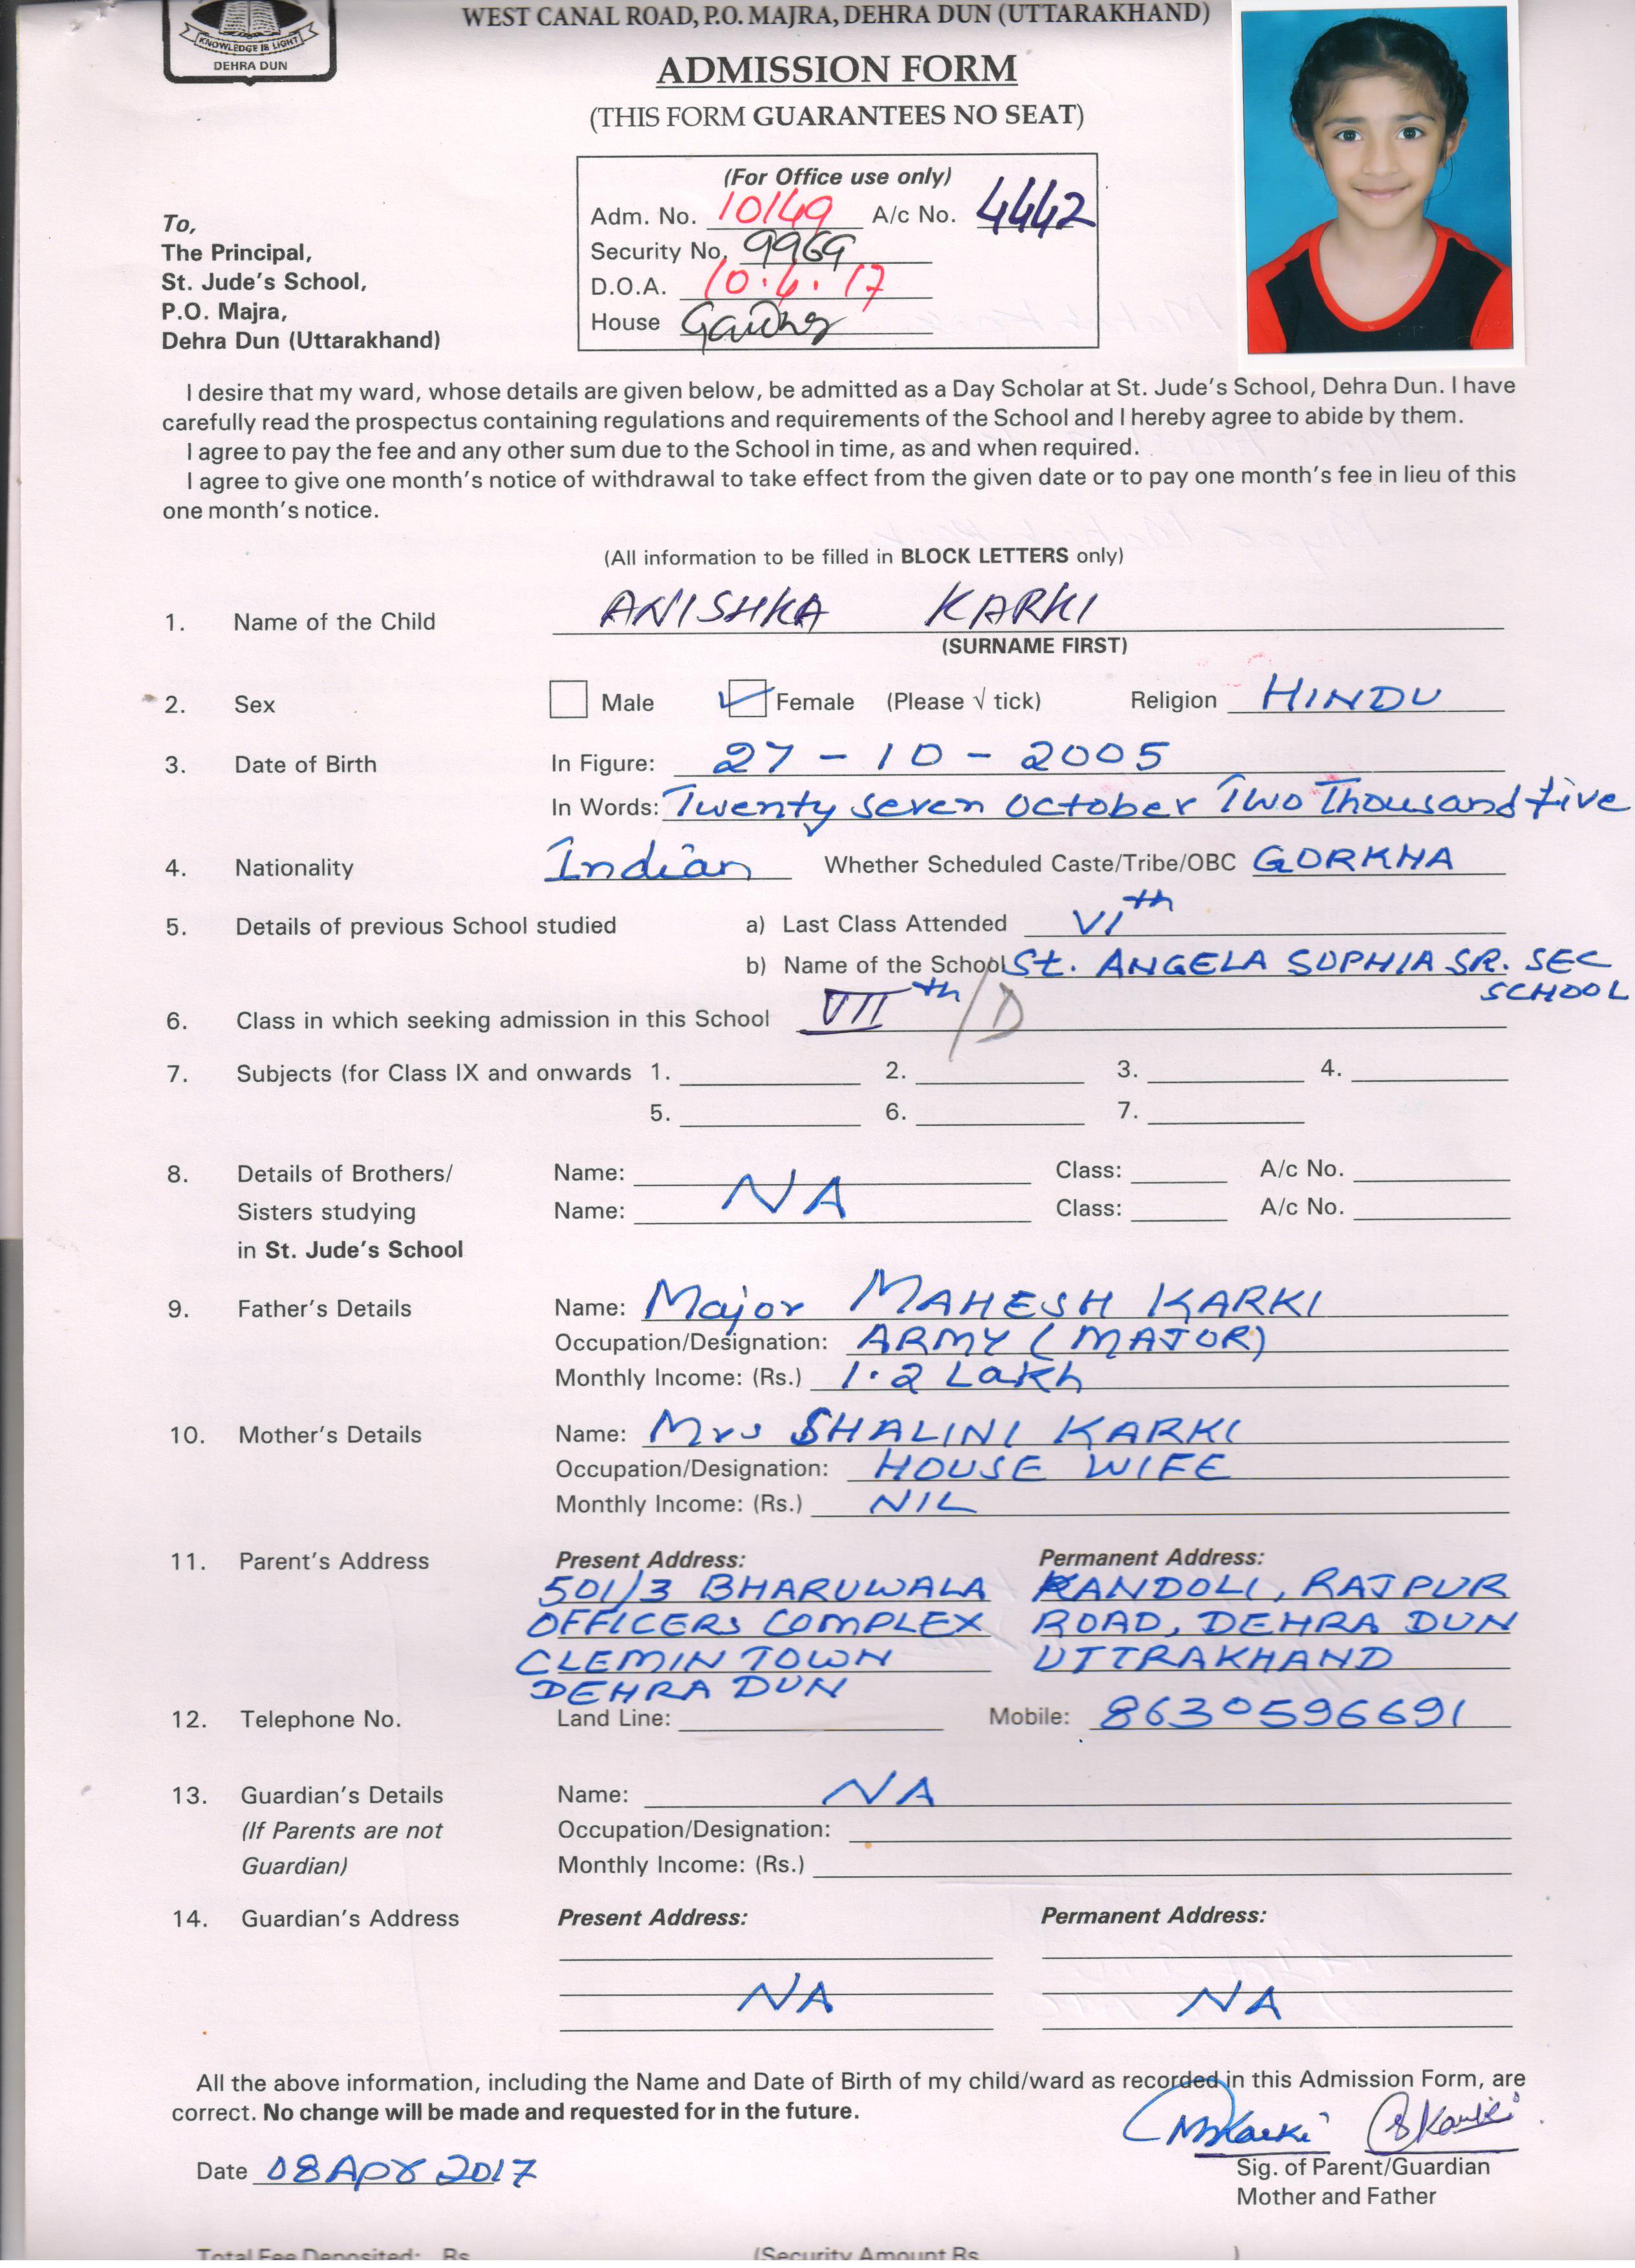 KNOWLEDGE IS LIGHT
DEHRA DUN
WEST CANAL ROAD, P.O. MAJRA, DEHRA DUN (UTTARAKHAND)
ADMISSION FORM
(THIS FORM GUARANTEES NO SEAT)
(For Office use only)
Adm. No. 10149 A/c No. 4442
Security No. 9969
D.O.A. 10.4.17
House
To,
The Principal,
St. Jude's School,
P.O. Majra,
Dehra Dun (Uttarakhand)
I desire that my ward, whose details are given below, be admitted as a Day Scholar at St. Jude's School, Dehra Dun. I have
carefully read the prospectus containing regulations and requirements of the School and I hereby agree to abide by them.
I agree to pay the fee and any other sum due to the School in time, as and when required.
I agree to give one month's notice of withdrawal to take effect from the given date or to pay one month's fee in lieu of this
one month's notice.
(All information to be filled in BLOCK LETTERS only)
1. Name of the Child ANISHKA KARKI
(SURNAME FIRST)
2. Sex Male Female (Please √ tick) Religion HINDU
3. Date of Birth In Figure: 27 - 10 - 2005
In Words: Twenty seven october Two Thousand five
4. Nationality Indian Whether Scheduled Caste/Tribe/OBC GORKHA
5. Details of previous School studied a) Last Class Attended VIth
b) Name of the School St. ANGELA SOPHIA SR. SEC
SCHOOL
6. Class in which seeking admission in this School VIIth/D
7. Subjects (for Class IX and onwards 1. 2. 3. 4.
5. 6. 7.
8. Details of Brothers/ Name: Class: A/c No.
NA
Sisters studying Name: Class: A/c No.
in St. Jude's School
9. Father's Details Name: Major MAHESH KARKI
Occupation/Designation: ARMY (MAJOR)
Monthly Income: (Rs.) 1.2 Lakh
10. Mother's Details Name: Mrs SHALINI KARKI
Occupation/Designation: HOUSE WIFE
Monthly Income: (Rs.) NIL
11. Parent's Address Present Address: Permanent Address:
501/3 BHARUWALA KANDOLI, RAJPUR
OFFICERS COMPLEX ROAD, DEHRA DUN
CLEMIN TOWN UTTRAKHAND
DEHRA DUN
12. Telephone No. Land Line: Mobile: 8630596691
13. Guardian's Details Name: NA
(If Parents are not Occupation/Designation:
Guardian) Monthly Income: (Rs.)
14. Guardian's Address Present Address: Permanent Address:
NA NA
All the above information, including the Name and Date of Birth of my child/ward as recorded in this Admission Form, are
correct. No change will be made and requested for in the future.
MKarki SKarki
Date 08 Apr 2017
Sig. of Parent/Guardian
Mother and Father
Total Fee Deposited: Rs. (Security Amount Rs. )